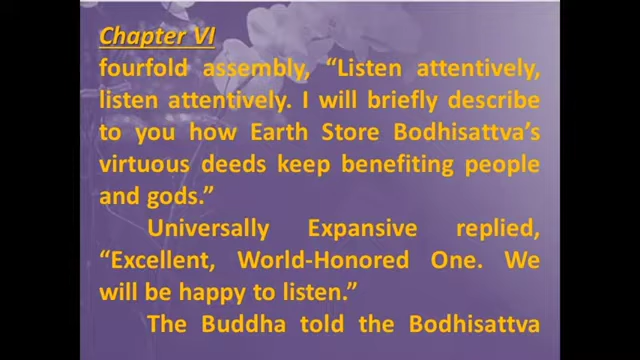 Chapter VI
fourfold assembly, “Listen attentively,
listen attentively. I will briefly describe
to you how Earth Store Bodhisattva’s
virtuous deeds keep benefiting people
and gods.”
Universally Expansive replied,
“Excellent, World-Honored One. We
will be happy to listen.”
The Buddha told the Bodhisattva